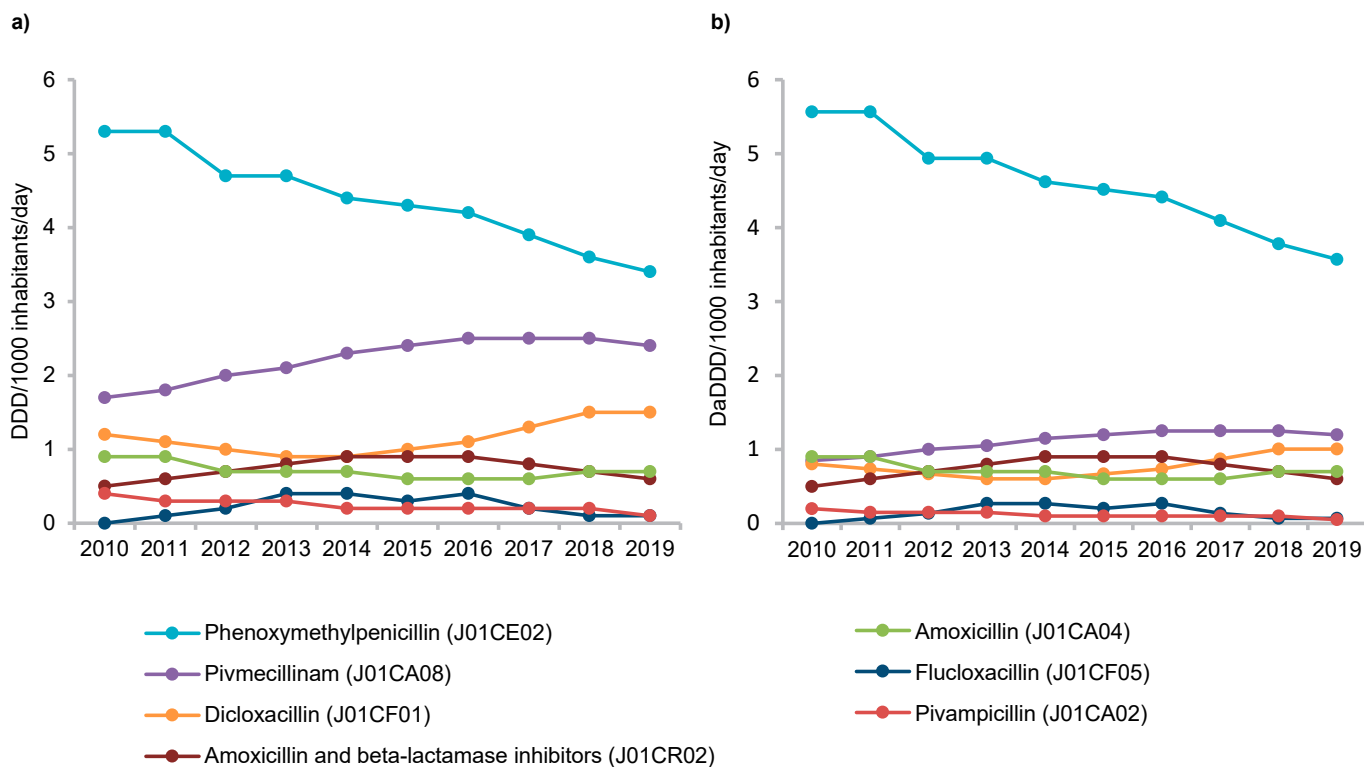 a)
DDD/1000 inhabitants/day
6
5
4
3
2
1
0
2010 2011 2012 2013 2014 2015 2016 2017 2018 2019
b)
DaDDD/1000 inhabitants/day
6
5
4
3
2
1
0
2010 2011 2012 2013 2014 2015 2016 2017 2018 2019
Phenoxymethylpenicillin (J01CE02)
Pivmecillinam (J01CA08)
Dicloxacillin (J01CF01)
Amoxicillin and beta-lactamase inhibitors (J01CR02)
Amoxicillin (J01CA04)
Flucloxacillin (J01CF05)
Pivampicillin (J01CA02)